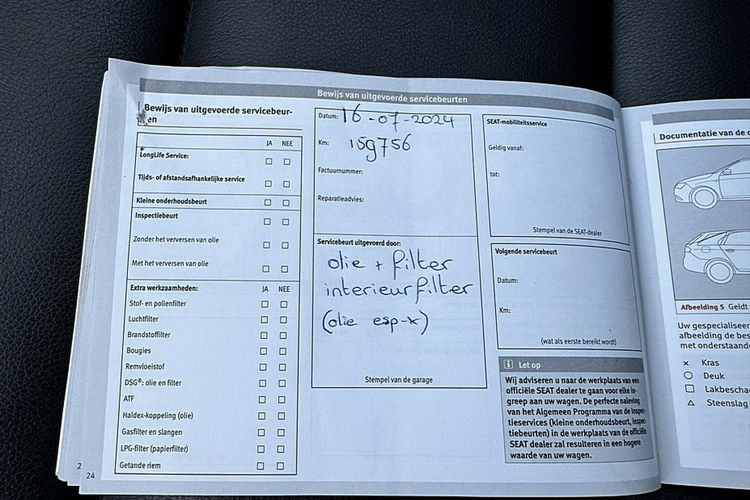 Bewijs van uitgevoerde servicebeurten
Bewijs van uitgevoerde servicebeur-
ten
JA NEE
LongLife Service:
Tijds- of afstandsafhankelijke service
Kleine onderhoudsbeurt
Inspectiebeurt
Zonder het verversen van olie
Met het verversen van olie
Extra werkzaamheden: JA NEE
Stof- en pollenfilter
Luchtfilter
Brandstoffilter
Bougies
Remvloeistof
DSG®: olie en filter
ATF
Haldex-koppeling (olie)
Gasfilter en slangen
LPG-filter (papierfilter)
Getande riem
24
Datum: 16-07-2024
Km: 159756
Factuurnummer:
Reparatieadvies:
Servicebeurt uitgevoerd door:
olie + filter
interieurfilter
(olie esp-x)
Stempel van de garage
SEAT-mobiliteitsservice
Geldig vanaf:
tot:
Stempel van de SEAT-dealer
Volgende servicebeurt
Datum:
Km:
(wat als eerste bereikt wordt)
Let op
Wij adviseren u naar de werkplaats van een
officiële SEAT dealer te gaan voor elke in-
greep aan uw wagen. De perfecte naleving
van het Algemeen Programma van de Inspec-
tieservices (kleine onderhoudsbeurt, inspec-
tiebeurten) in de werkplaats van de officiële
SEAT dealer zal resulteren in een hogere
waarde van uw wagen.
Documentatie van de
Afbeelding 5 Geldt
Uw gespecialiseer
afbeelding de bes
met onderstaande
Kras
Deuk
Lakbescha
Steenslag
2